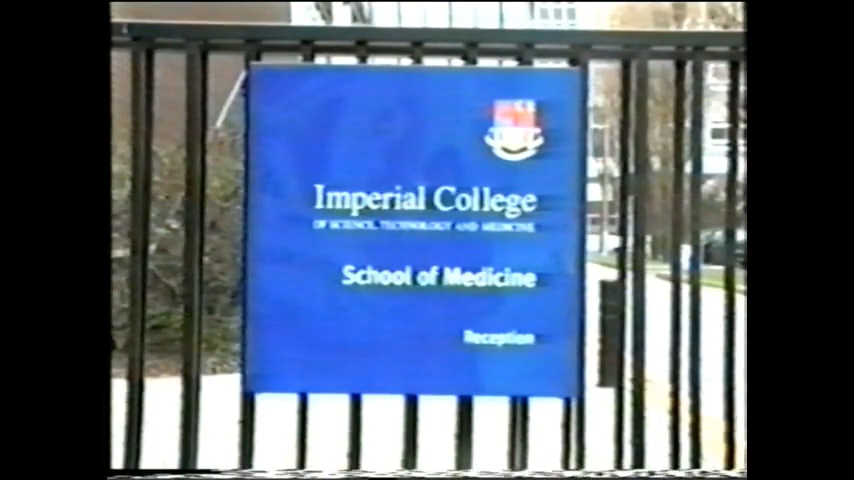 Imperial College
OF SCIENCE, TECHNOLOGY AND MEDICINE
School of Medicine
Reception